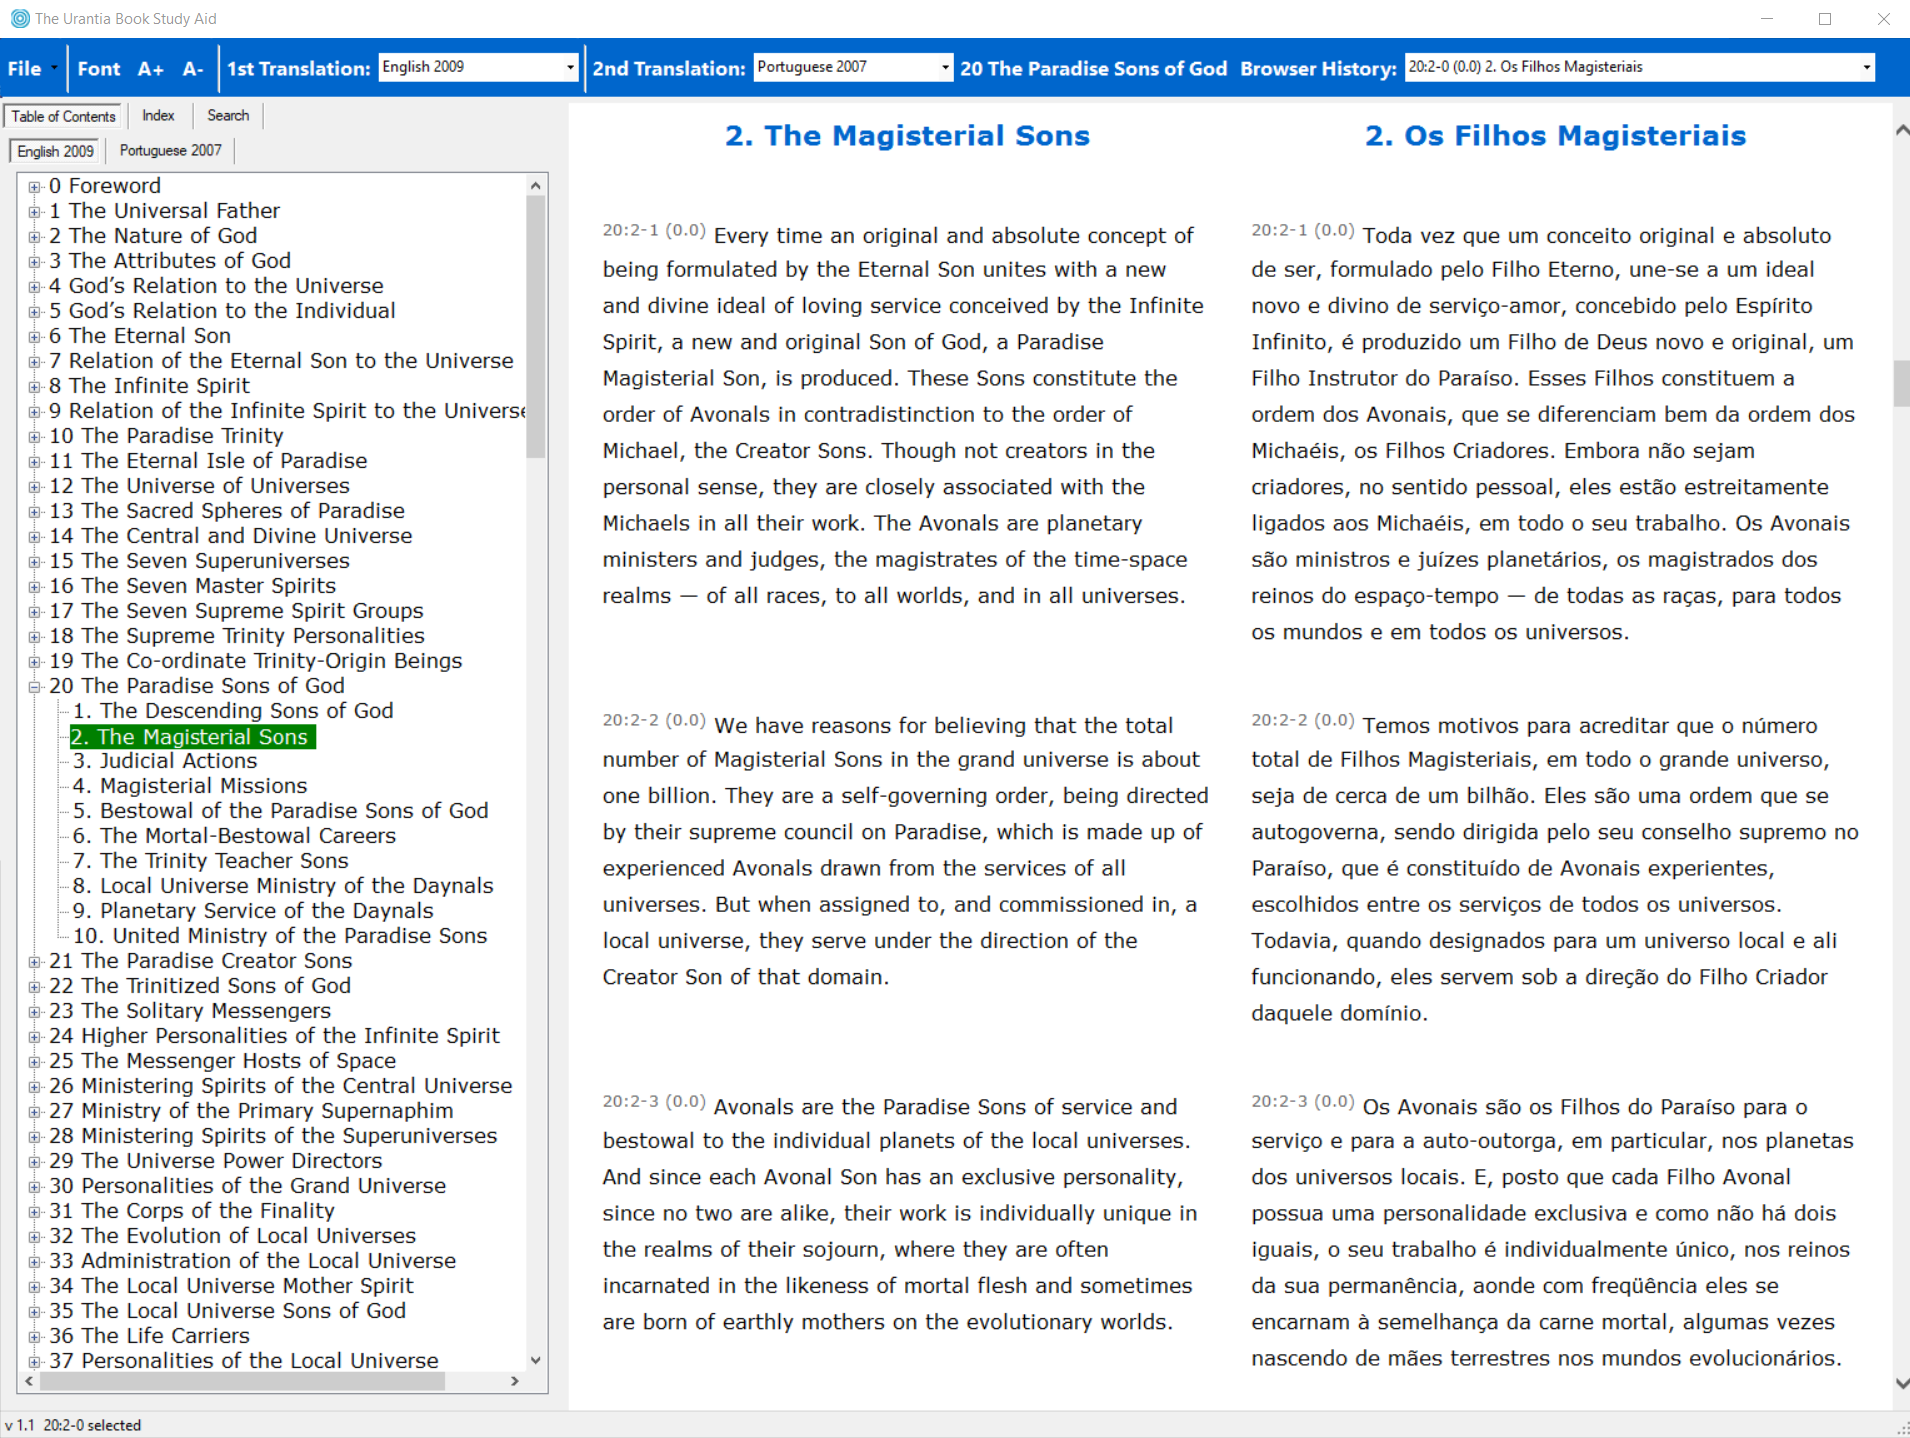 The Urantia Book Study Aid
File Font A+ A- 1st Translation: English 2009 2nd Translation: Portuguese 2007 20 The Paradise Sons of God Browser History: 20:2-0 (0.0) 2. Os Filhos Magisteriais
Table of Contents Index Search
English 2009 Portuguese 2007
0 Foreword
1 The Universal Father
2 The Nature of God
3 The Attributes of God
4 God’s Relation to the Universe
5 God’s Relation to the Individual
6 The Eternal Son
7 Relation of the Eternal Son to the Universe
8 The Infinite Spirit
9 Relation of the Infinite Spirit to the Universe
10 The Paradise Trinity
11 The Eternal Isle of Paradise
12 The Universe of Universes
13 The Sacred Spheres of Paradise
14 The Central and Divine Universe
15 The Seven Superuniverses
16 The Seven Master Spirits
17 The Seven Supreme Spirit Groups
18 The Supreme Trinity Personalities
19 The Co-ordinate Trinity-Origin Beings
20 The Paradise Sons of God
1. The Descending Sons of God
2. The Magisterial Sons
3. Judicial Actions
4. Magisterial Missions
5. Bestowal of the Paradise Sons of God
6. The Mortal-Bestowal Careers
7. The Trinity Teacher Sons
8. Local Universe Ministry of the Daynals
9. Planetary Service of the Daynals
10. United Ministry of the Paradise Sons
21 The Paradise Creator Sons
22 The Trinitized Sons of God
23 The Solitary Messengers
24 Higher Personalities of the Infinite Spirit
25 The Messenger Hosts of Space
26 Ministering Spirits of the Central Universe
27 Ministry of the Primary Supernaphim
28 Ministering Spirits of the Superuniverses
29 The Universe Power Directors
30 Personalities of the Grand Universe
31 The Corps of the Finality
32 The Evolution of Local Universes
33 Administration of the Local Universe
34 The Local Universe Mother Spirit
35 The Local Universe Sons of God
36 The Life Carriers
37 Personalities of the Local Universe
2. The Magisterial Sons
20:2-1 (0.0) Every time an original and absolute concept of
being formulated by the Eternal Son unites with a new
and divine ideal of loving service conceived by the Infinite
Spirit, a new and original Son of God, a Paradise
Magisterial Son, is produced. These Sons constitute the
order of Avonals in contradistinction to the order of
Michael, the Creator Sons. Though not creators in the
personal sense, they are closely associated with the
Michaels in all their work. The Avonals are planetary
ministers and judges, the magistrates of the time-space
realms — of all races, to all worlds, and in all universes.
20:2-2 (0.0) We have reasons for believing that the total
number of Magisterial Sons in the grand universe is about
one billion. They are a self-governing order, being directed
by their supreme council on Paradise, which is made up of
experienced Avonals drawn from the services of all
universes. But when assigned to, and commissioned in, a
local universe, they serve under the direction of the
Creator Son of that domain.
20:2-3 (0.0) Avonals are the Paradise Sons of service and
bestowal to the individual planets of the local universes.
And since each Avonal Son has an exclusive personality,
since no two are alike, their work is individually unique in
the realms of their sojourn, where they are often
incarnated in the likeness of mortal flesh and sometimes
are born of earthly mothers on the evolutionary worlds.
2. Os Filhos Magisteriais
20:2-1 (0.0) Toda vez que um conceito original e absoluto
de ser, formulado pelo Filho Eterno, une-se a um ideal
novo e divino de serviço-amor, concebido pelo Espírito
Infinito, é produzido um Filho de Deus novo e original, um
Filho Instrutor do Paraíso. Esses Filhos constituem a
ordem dos Avonais, que se diferenciam bem da ordem dos
Michaéis, os Filhos Criadores. Embora não sejam
criadores, no sentido pessoal, eles estão estreitamente
ligados aos Michaéis, em todo o seu trabalho. Os Avonais
são ministros e juízes planetários, os magistrados dos
reinos do espaço-tempo — de todas as raças, para todos
os mundos e em todos os universos.
20:2-2 (0.0) Temos motivos para acreditar que o número
total de Filhos Magisteriais, em todo o grande universo,
seja de cerca de um bilhão. Eles são uma ordem que se
autogoverna, sendo dirigida pelo seu conselho supremo no
Paraíso, que é constituído de Avonais experientes,
escolhidos entre os serviços de todos os universos.
Todavia, quando designados para um universo local e ali
funcionando, eles servem sob a direção do Filho Criador
daquele domínio.
20:2-3 (0.0) Os Avonais são os Filhos do Paraíso para o
serviço e para a auto-outorga, em particular, nos planetas
dos universos locais. E, posto que cada Filho Avonal
possua uma personalidade exclusiva e como não há dois
iguais, o seu trabalho é individualmente único, nos reinos
da sua permanência, aonde com freqüência eles se
encarnam à semelhança da carne mortal, algumas vezes
nascendo de mães terrestres nos mundos evolucionários.
v 1.1 20:2-0 selected